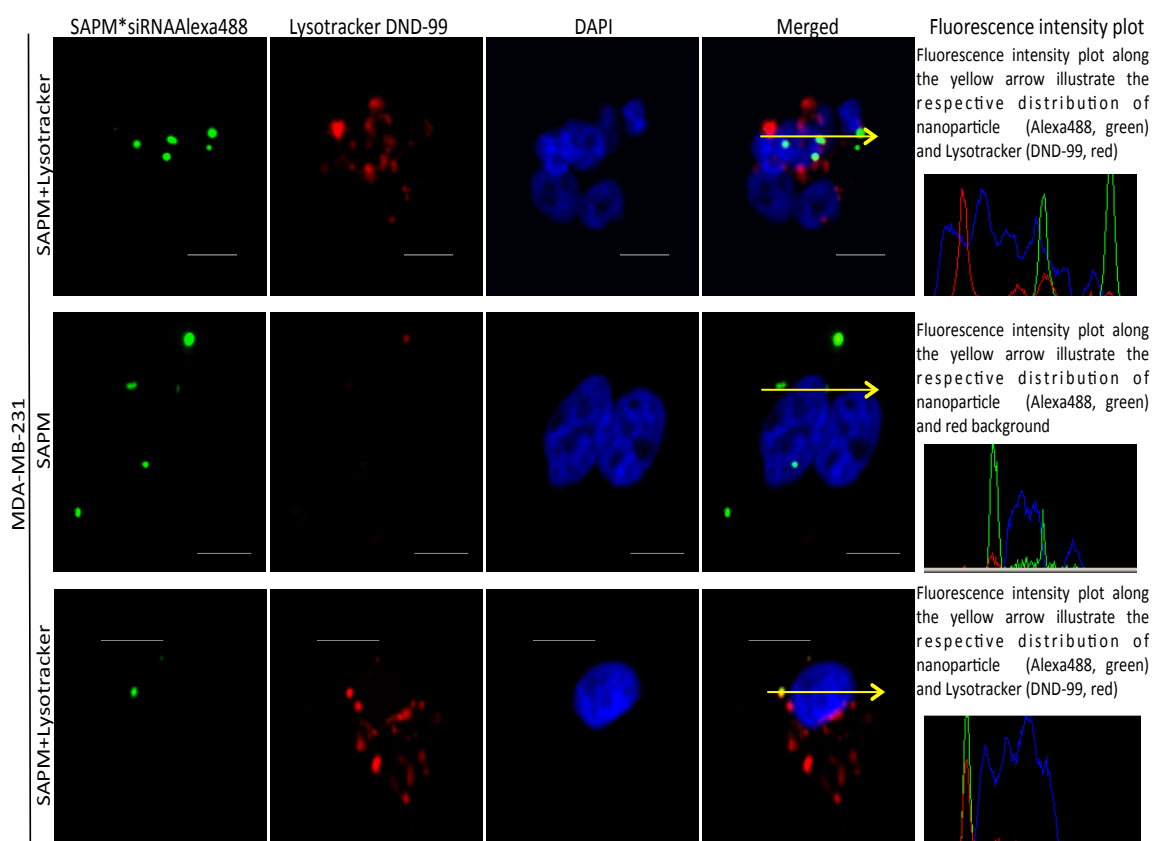 SAPM*siRNAAlexa488 Lysotracker DND-99 DAPI Merged Fluorescence intensity plot
SAPM+Lysotracker
Fluorescence intensity plot along
the yellow arrow illustrate the
respective distribution of
nanoparticle (Alexa488, green)
and Lysotracker (DND-99, red)
MDA-MB-231
SAPM
Fluorescence intensity plot along
the yellow arrow illustrate the
respective distribution of
nanoparticle (Alexa488, green)
and red background
SAPM+Lysotracker
Fluorescence intensity plot along
the yellow arrow illustrate the
respective distribution of
nanoparticle (Alexa488, green)
and Lysotracker (DND-99, red)